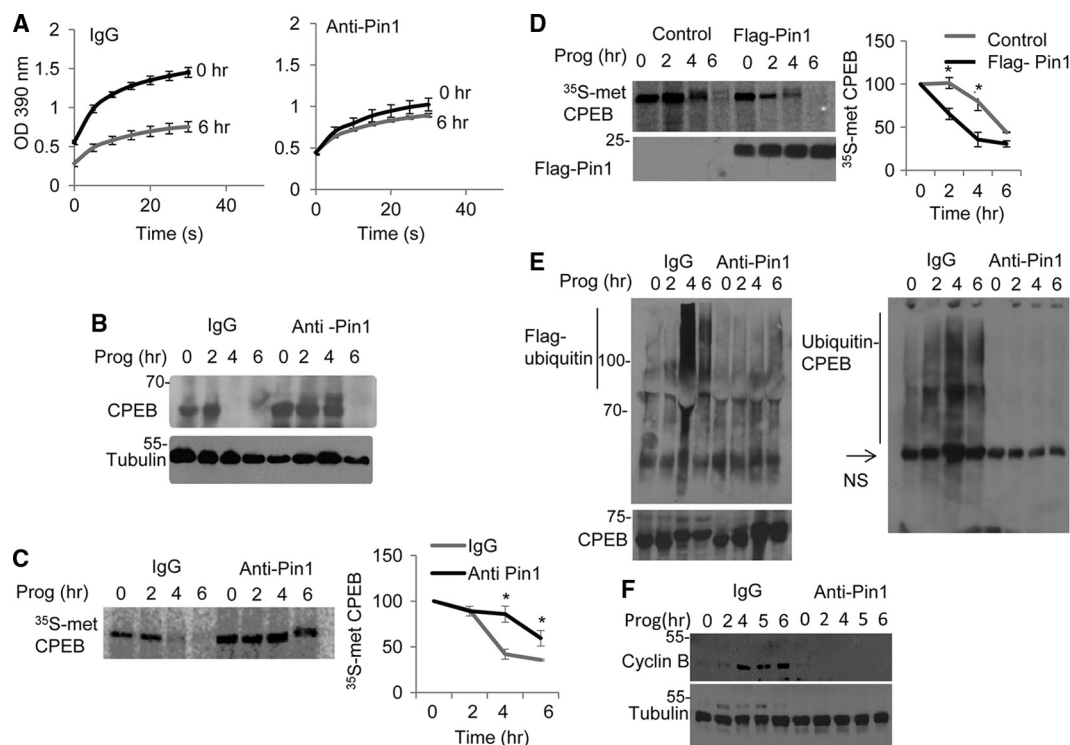 A
IgG
Anti-Pin1
OD 390 nm
2
1.5
1
0.5
0
0 hr
6 hr
0 20 40
Time (s)
2
1.5
1
0.5
0
0 hr
6 hr
0 20 40
Time (s)
B
IgG Anti -Pin1
Prog (hr) 0 2 4 6 0 2 4 6
70-
CPEB
55-
Tubulin
C
IgG Anti-Pin1
Prog (hr) 0 2 4 6 0 2 4 6
35S-met
CPEB
IgG
Anti Pin1
35S-met CPEB
150
100
50
0
* *
0 2 4 6
Time (hr)
D
Control Flag-Pin1
Prog (hr) 0 2 4 6 0 2 4 6
35S-met
CPEB
25-
Flag-Pin1
Control
Flag- Pin1
35S-met CPEB
150
100
50
0
* *
0 2 4 6
Time (hr)
E
IgG Anti-Pin1
Prog (hr) 0 2 4 6 0 2 4 6
Flag-
ubiquitin
100-
70-
75-
CPEB
IgG Anti-Pin1
0 2 4 6 0 2 4 6
Ubiquitin-
CPEB
NS
F
IgG Anti-Pin1
Prog(hr) 0 2 4 5 6 0 2 4 5 6
55-
Cyclin B
55-
Tubulin